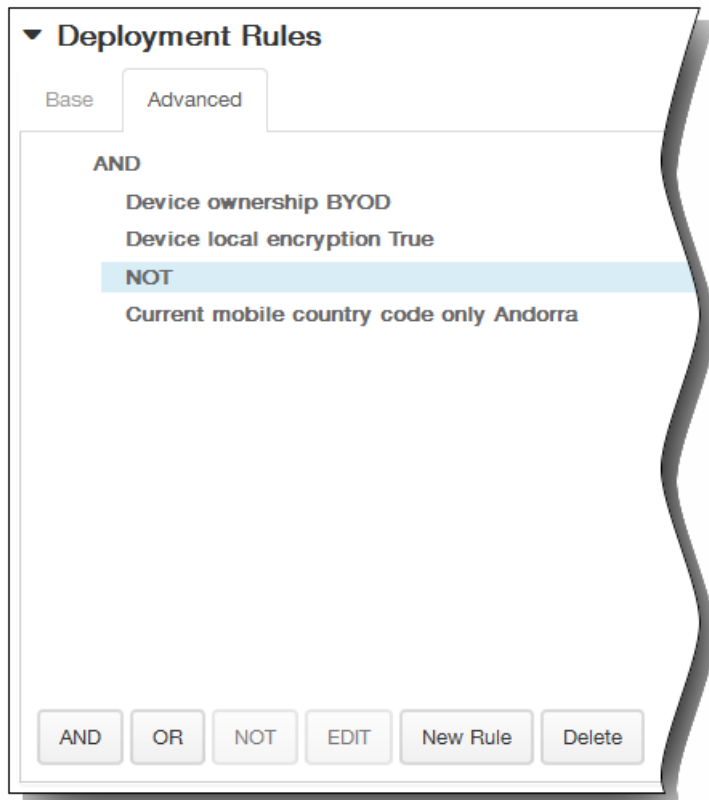 Deployment Rules
Base Advanced
AND
Device ownership BYOD
Device local encryption True
NOT
Current mobile country code only Andorra
AND OR NOT EDIT New Rule Delete